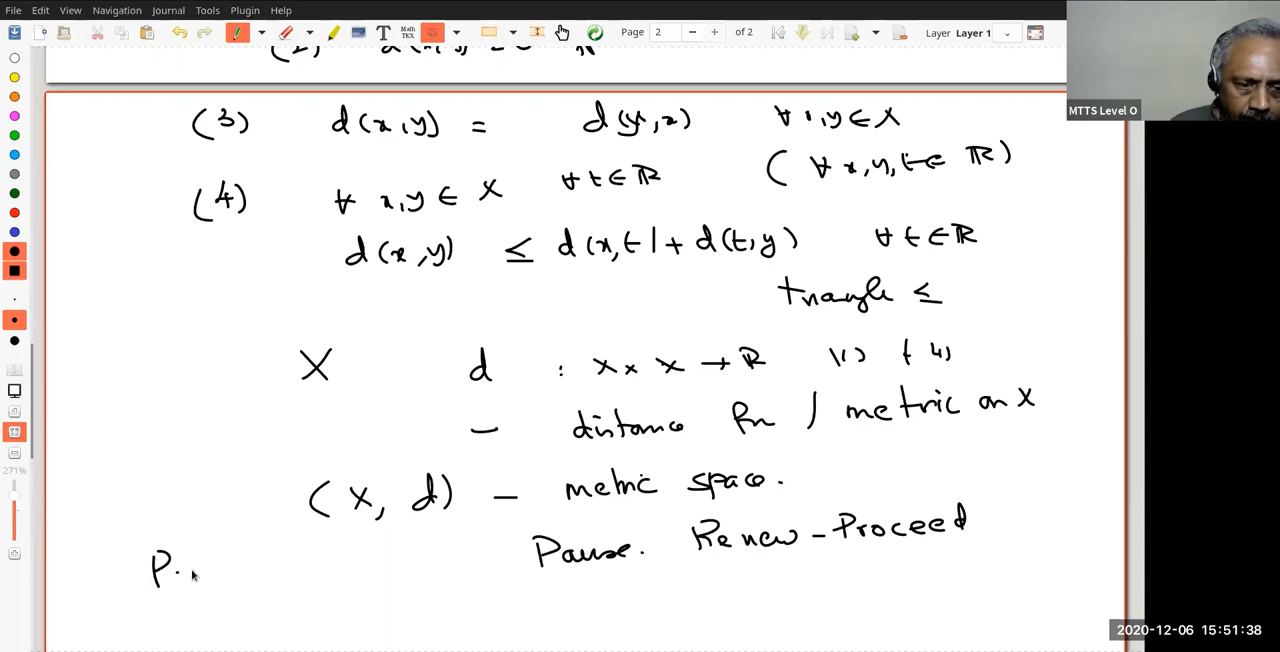 File Edit View Navigation Journal Tools Plugin Help
Page 2 of 2 Layer Layer 1
(3) d(x,y) = d(y,x) ∀ x,y ∈ X
(∀ x,y,t ∈ ℝ)
(4) ∀ x,y ∈ X ∀ t ∈ ℝ
d(x,y) ≤ d(x,t) + d(t,y) ∀ t ∈ ℝ
triangle ≤
X d : X × X → ℝ (1) (4)
— distance fn / metric on X
(X, d) – metric space.
Pause. Renew – Proceed
P.
MTTS Level O
271%
2020-12-06 15:51:38